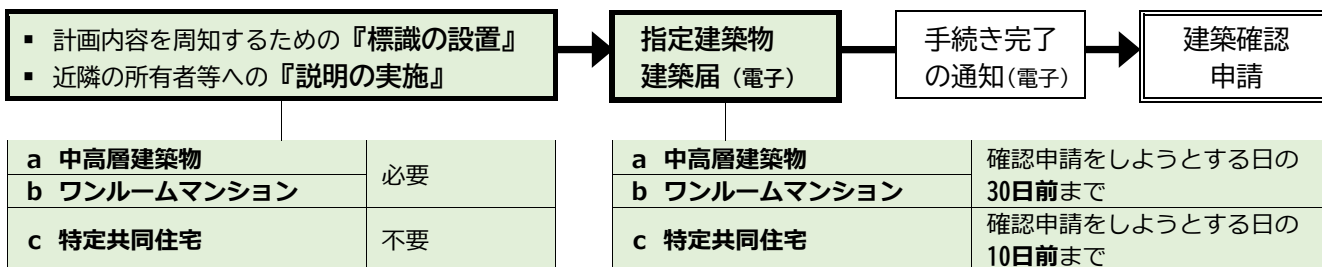 ▪ 計画内容を周知するための『標識の設置』
▪ 近隣の所有者等への『説明の実施』
指定建築物
建築届（電子）
手続き完了
の通知（電子）
建築確認
申請
a 中高層建築物
b ワンルームマンション
必要
c 特定共同住宅
不要
a 中高層建築物
b ワンルームマンション
確認申請をしようとする日の
30日前まで
c 特定共同住宅
確認申請をしようとする日の
10日前まで